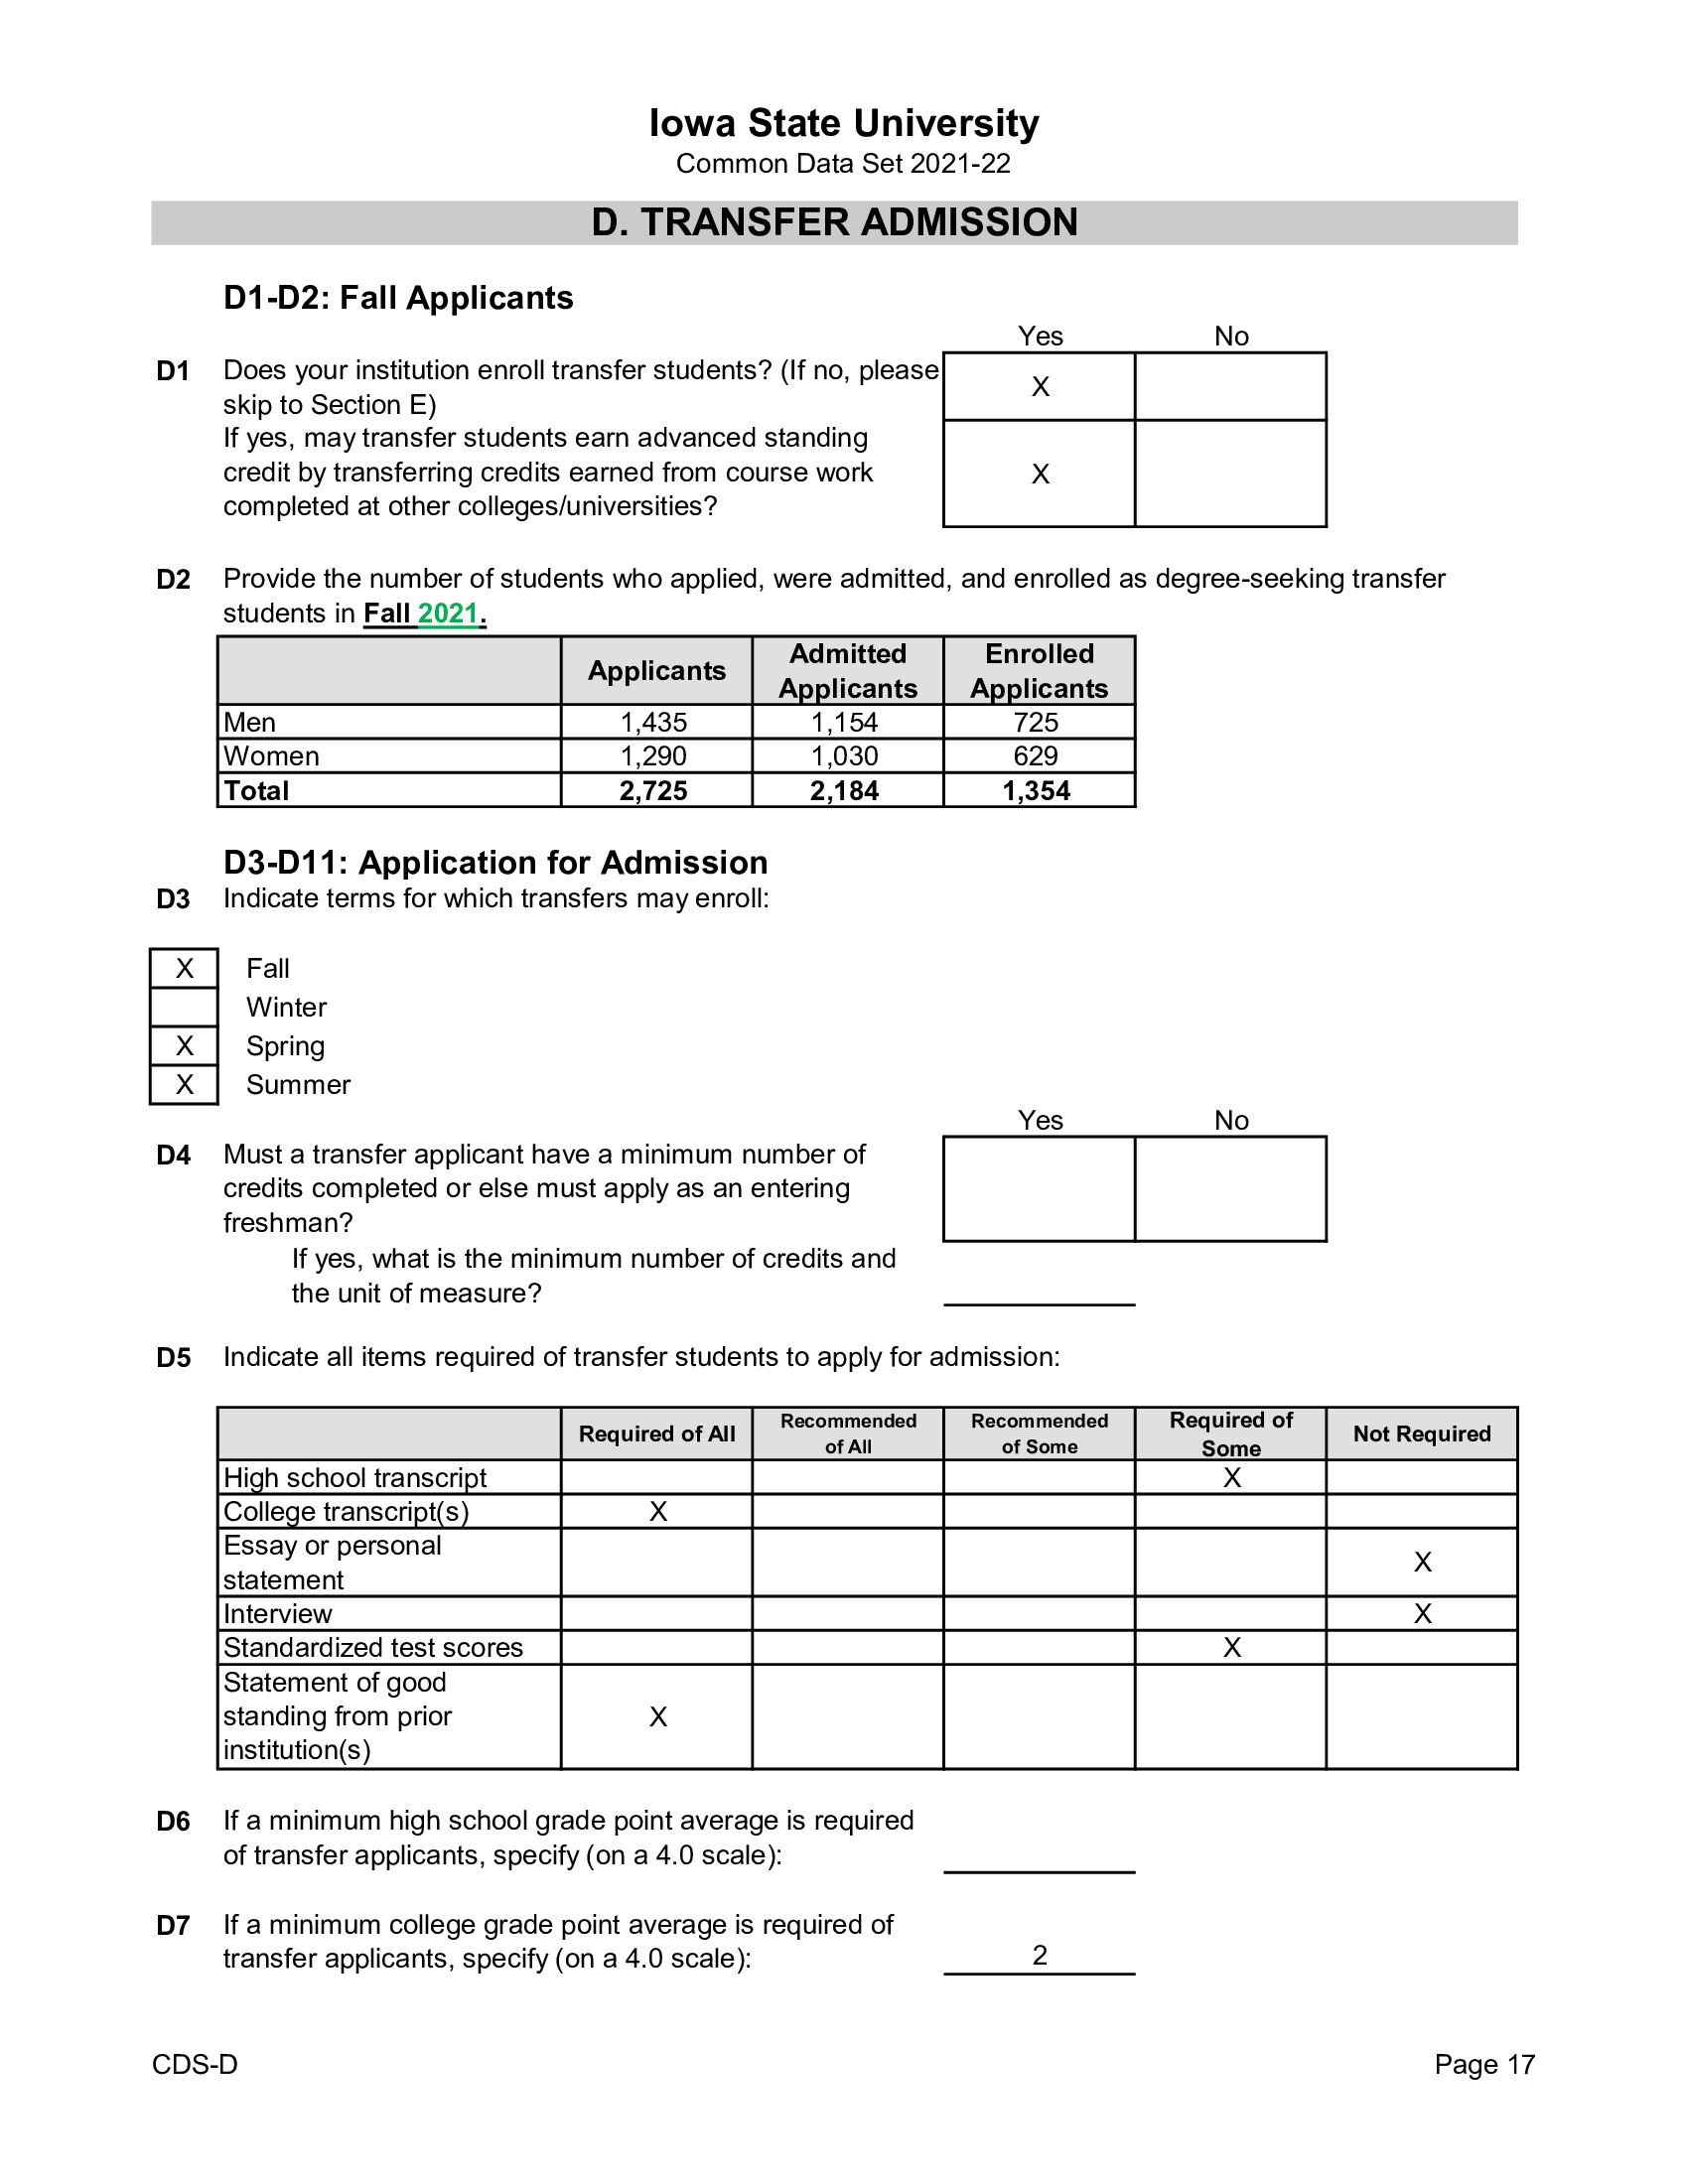 Iowa State University
Common Data Set 2021-22
D. TRANSFER ADMISSION
D1-D2: Fall Applicants
Yes No
D1 Does your institution enroll transfer students? (If no, please
skip to Section E)
X
If yes, may transfer students earn advanced standing
credit by transferring credits earned from course work
completed at other colleges/universities?
X
D2 Provide the number of students who applied, were admitted, and enrolled as degree-seeking transfer
students in Fall 2021.
Applicants Admitted Applicants Enrolled Applicants
Men 1,435 1,154 725
Women 1,290 1,030 629
Total 2,725 2,184 1,354
D3-D11: Application for Admission
D3 Indicate terms for which transfers may enroll:
X Fall
Winter
X Spring
X Summer
Yes No
D4 Must a transfer applicant have a minimum number of
credits completed or else must apply as an entering
freshman?
If yes, what is the minimum number of credits and
the unit of measure?
D5 Indicate all items required of transfer students to apply for admission:
Required of All Recommended of All Recommended of Some Required of Some Not Required
High school transcript X
College transcript(s) X
Essay or personal
statement X
Interview X
Standardized test scores X
Statement of good
standing from prior X
institution(s)
D6 If a minimum high school grade point average is required
of transfer applicants, specify (on a 4.0 scale):
D7 If a minimum college grade point average is required of
transfer applicants, specify (on a 4.0 scale): 2
CDS-D Page 17